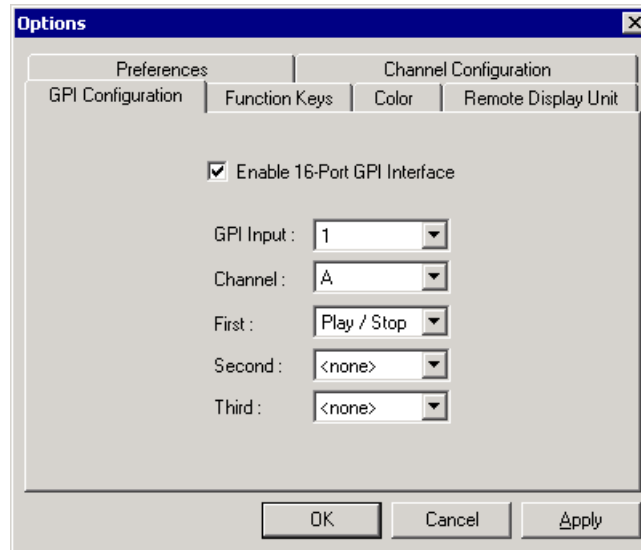 Options
Preferences
Channel Configuration
GPI Configuration
Function Keys
Color
Remote Display Unit
Enable 16-Port GPI Interface
GPI Input : 1
Channel : A
First : Play / Stop
Second : <none>
Third : <none>
OK
Cancel
Apply